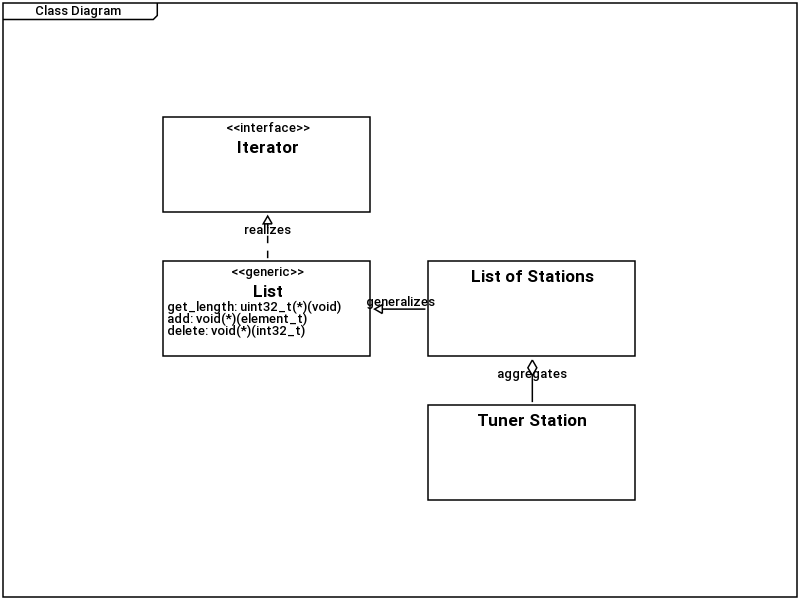 Class Diagram
<<interface>>
Iterator
realizes
<<generic>>
List
get_length: uint32_t(*)(void)
add: void(*)(element_t)
delete: void(*)(int32_t)
generalizes
List of Stations
aggregates
Tuner Station